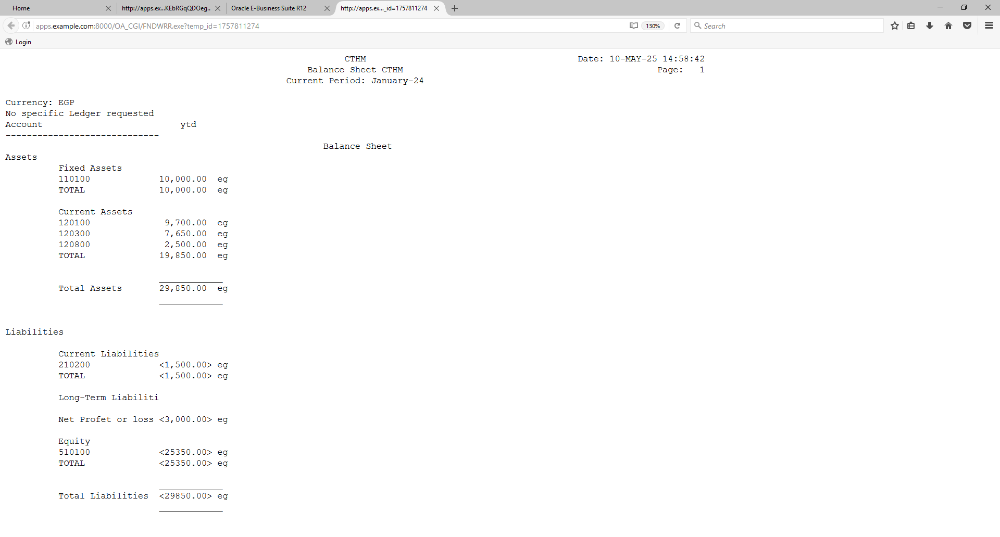 Home
http://apps.ex...KEbRGqQDOeg..
Oracle E-Business Suite R12
http://apps.ex..._id=1757811274
apps.example.com:8000/OA_CGI/FNDWRR.exe?temp_id=1757811274
130%
Search
Login
CTHM Date: 10-MAY-25 14:58:42
Balance Sheet CTHM Page: 1
Current Period: January-24
Currency: EGP
No specific Ledger requested
Account ytd
-----------------------------
Balance Sheet
Assets
Fixed Assets
110100 10,000.00 eg
TOTAL 10,000.00 eg
Current Assets
120100 9,700.00 eg
120300 7,650.00 eg
120800 2,500.00 eg
TOTAL 19,850.00 eg
____________
Total Assets 29,850.00 eg
____________
Liabilities
Current Liabilities
210200 <1,500.00> eg
TOTAL <1,500.00> eg
Long-Term Liabiliti
Net Profet or loss <3,000.00> eg
Equity
510100 <25350.00> eg
TOTAL <25350.00> eg
____________
Total Liabilities <29850.00> eg
____________